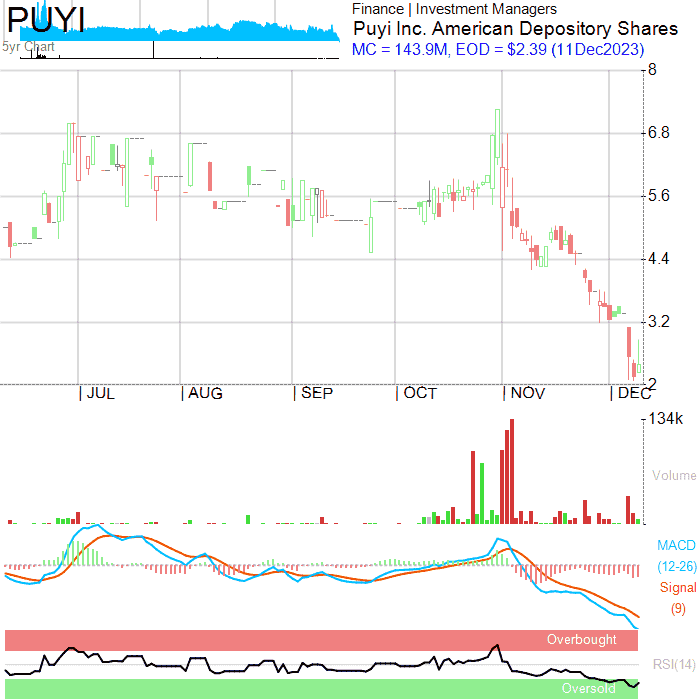 PUYI
5yr Chart
Finance | Investment Managers
Puyi Inc. American Depository Shares
MC = 143.9M, EOD = $2.39 (11Dec2023)
8
6.8
5.6
4.4
3.2
2
JUL AUG SEP OCT NOV DEC
134k
Volume
MACD
(12-26)
Signal
(9)
Overbought
RSI(14)
Oversold